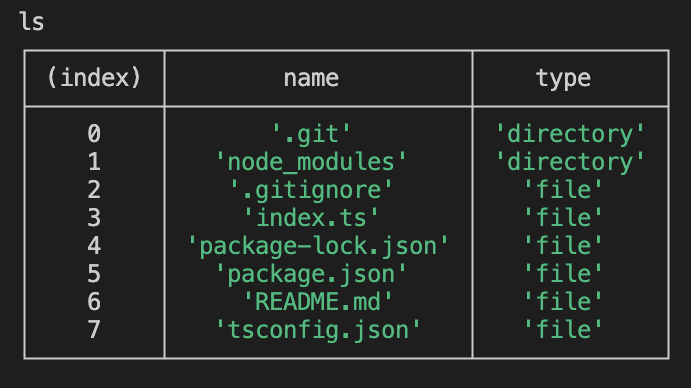 ls
(index) name type
0 '.git' 'directory'
1 'node_modules' 'directory'
2 '.gitignore' 'file'
3 'index.ts' 'file'
4 'package-lock.json' 'file'
5 'package.json' 'file'
6 'README.md' 'file'
7 'tsconfig.json' 'file'